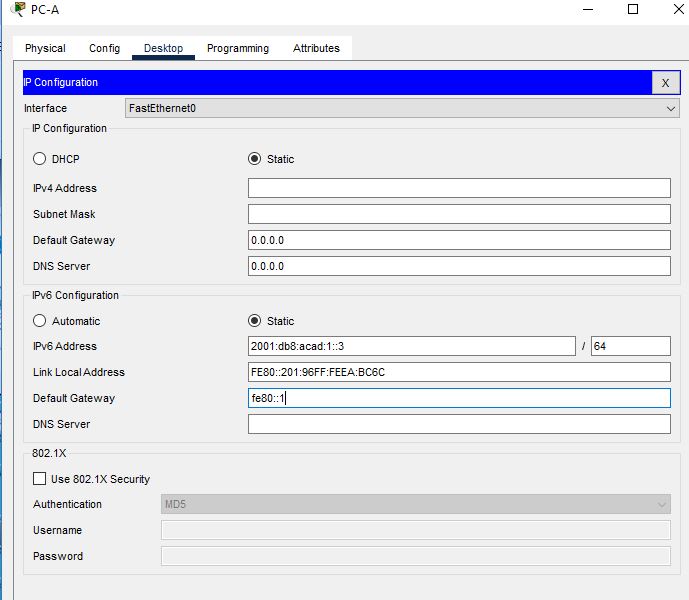 PC-A
Physical Config Desktop Programming Attributes
IP Configuration X
Interface FastEthernet0
IP Configuration
DHCP Static
IPv4 Address
Subnet Mask
Default Gateway 0.0.0.0
DNS Server 0.0.0.0
IPv6 Configuration
Automatic Static
IPv6 Address 2001:db8:acad:1::3 / 64
Link Local Address FE80::201:96FF:FEEA:BC6C
Default Gateway fe80::1
DNS Server
802.1X
Use 802.1X Security
Authentication MD5
Username
Password